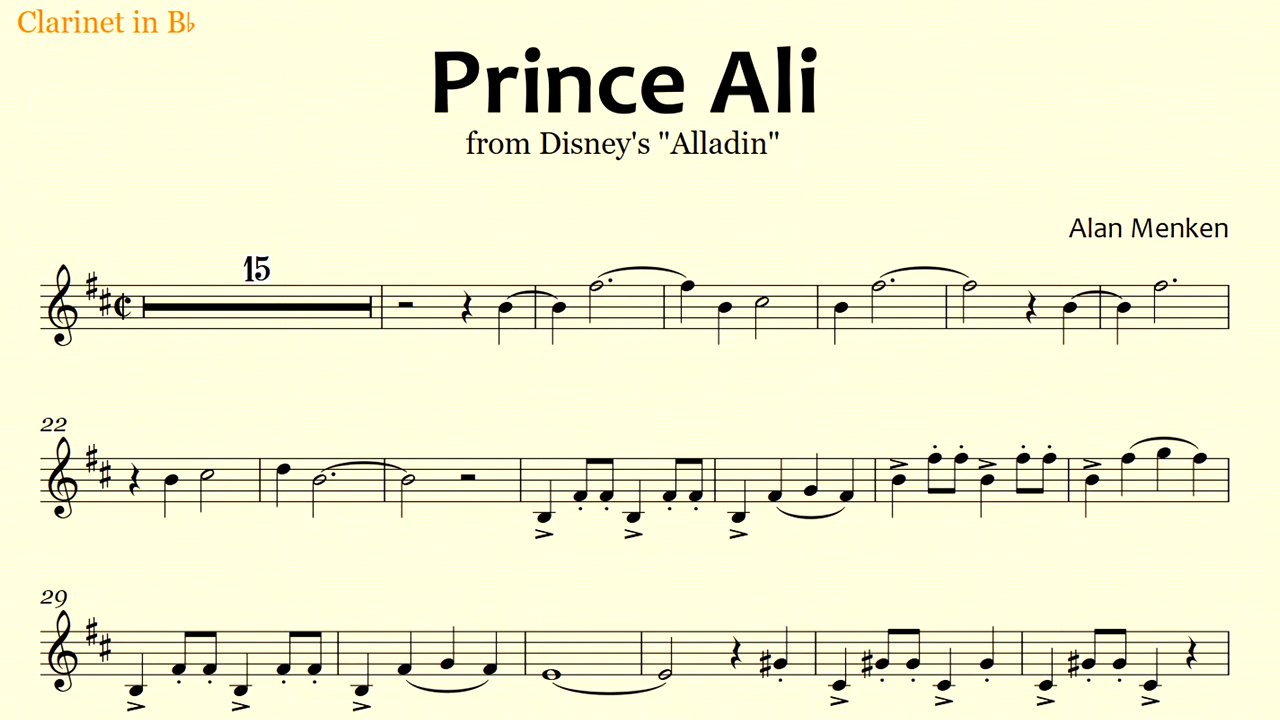 Clarinet in B♭
Prince Ali
from Disney's "Alladin"
Alan Menken
15
22
29